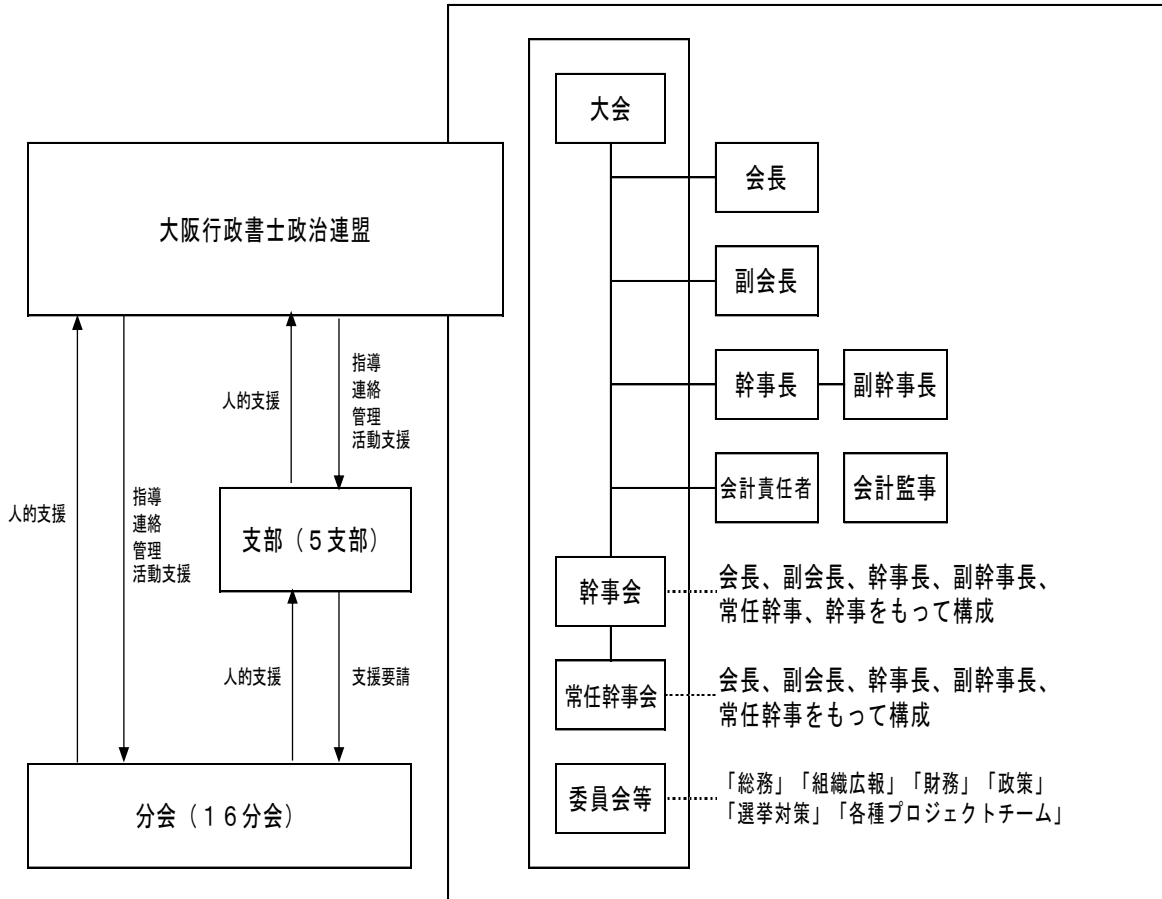 大会
会長
大阪行政書士政治連盟
副会長
幹事長
副幹事長
会計責任者
会計監事
人的支援
指導
連絡
管理
活動支援
人的支援
指導
連絡
管理
活動支援
支部（５支部）
人的支援
支援要請
分会（１６分会）
幹事会
会長、副会長、幹事長、副幹事長、
常任幹事、幹事をもって構成
常任幹事会
会長、副会長、幹事長、副幹事長、
常任幹事をもって構成
委員会等
「総務」「組織広報」「財務」「政策」
「選挙対策」「各種プロジェクトチーム」